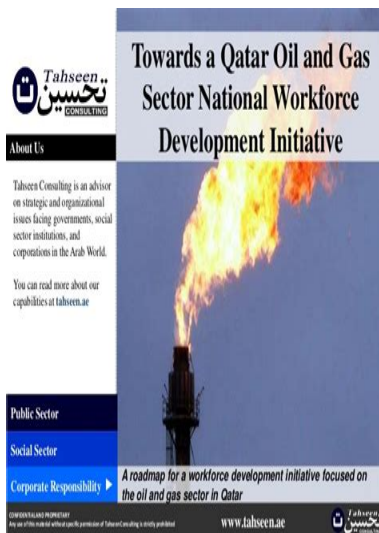 Towards a Qatar Oil and Gas
Sector National Workforce
Development Initiative
Tahseen
تحسين
CONSULTING
ت
About Us
Tahseen Consulting is an advisor
on strategic and organizational
issues facing governments, social
sector institutions, and
corporations in the Arab World.
You can read more about our
capabilities at tahseen.ae
Public Sector
Social Sector
Corporate Responsibility
A roadmap for a workforce development initiative focused on
the oil and gas sector in Qatar
CONFIDENTIAL AND PROPRIETARY
Any use of this material without specific permission of Tahseen Consulting is strictly prohibited
www.tahseen.ae
Tahseen
تحسين
CONSULTING
ت